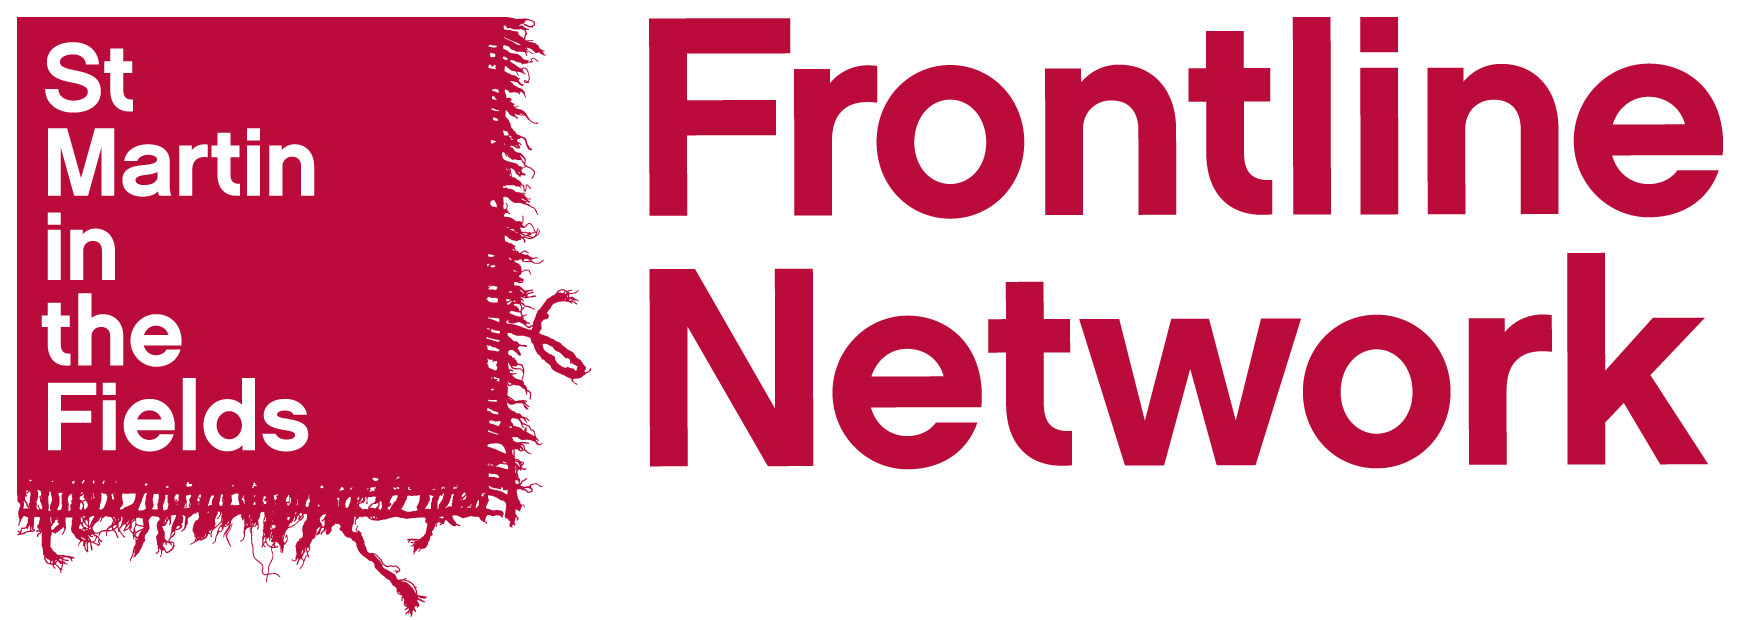 St
Martin
in
the
Fields
Frontline
Network